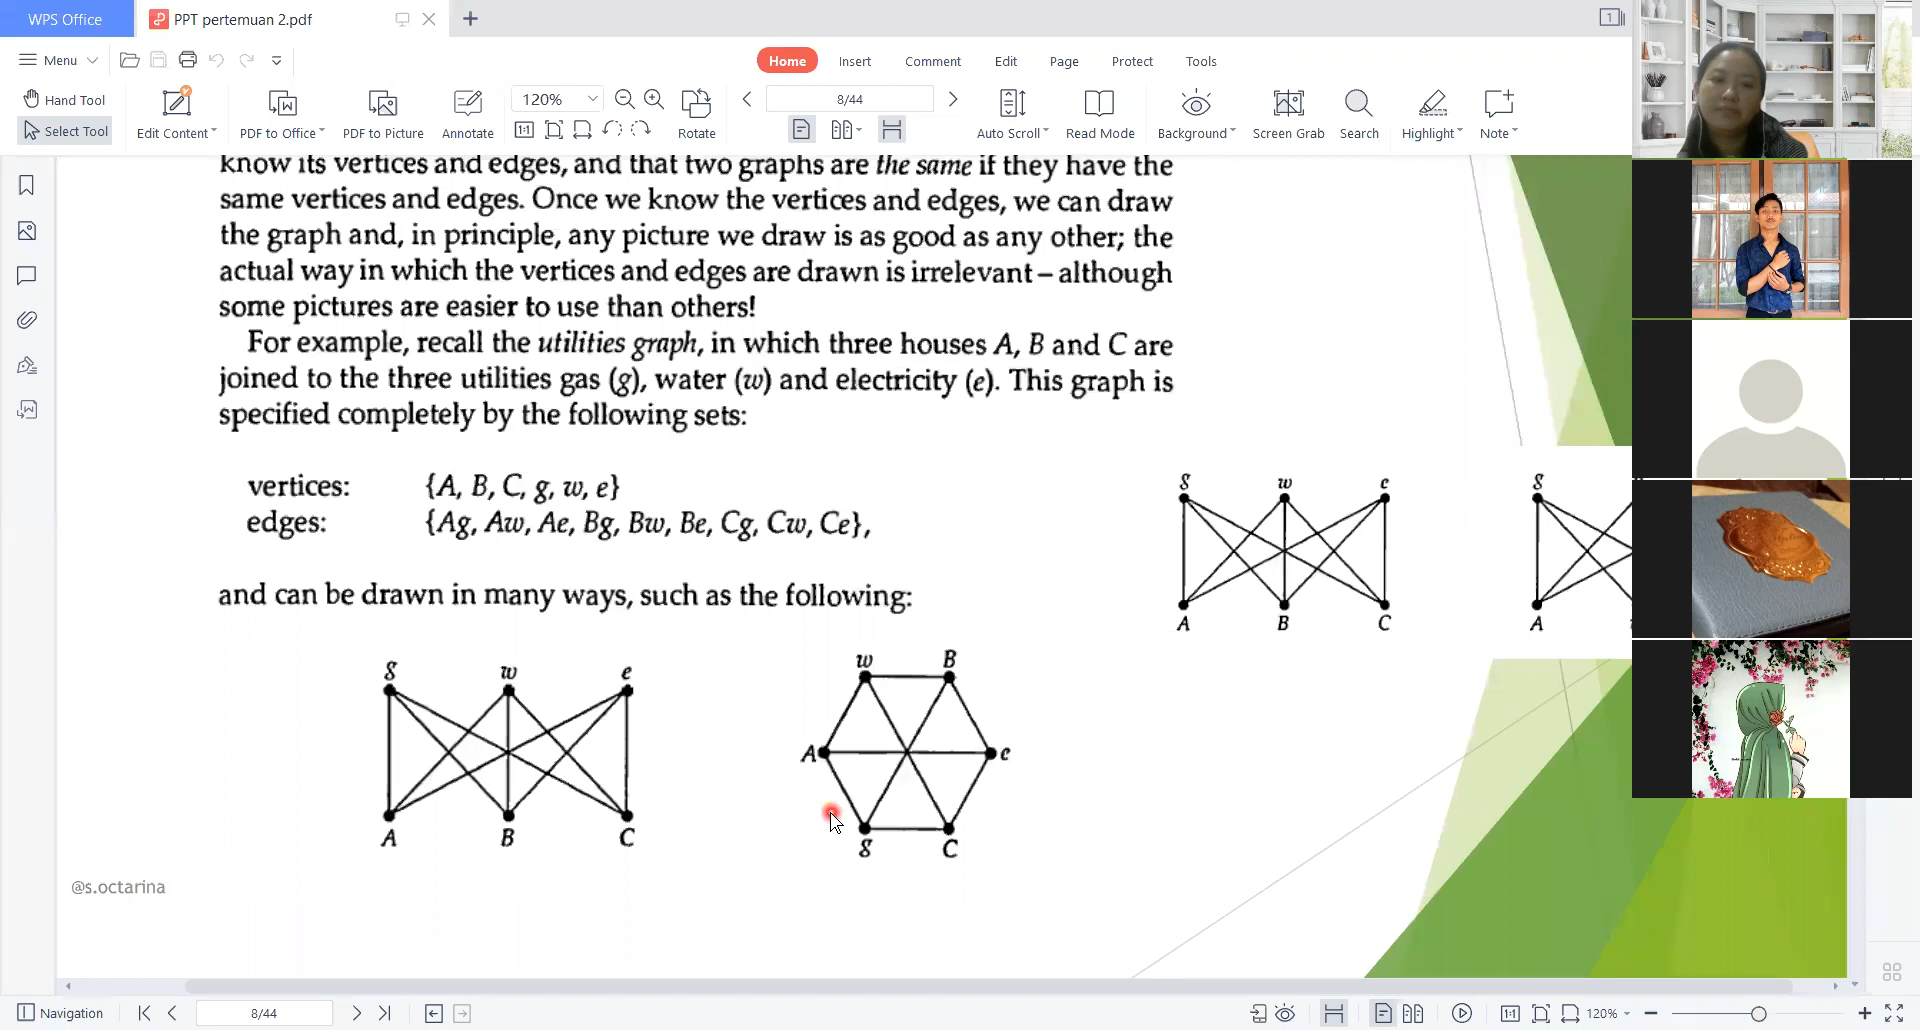 WPS Office
PPT pertemuan 2.pdf
1
Menu
Home
Insert
Comment
Edit
Page
Protect
Tools
Hand Tool
Select Tool
Edit Content
PDF to Office
PDF to Picture
Annotate
120%
1:1
Rotate
8/44
Auto Scroll
Read Mode
Background
Screen Grab
Search
Highlight
Note
know its vertices and edges, and that two graphs are the same if they have the
same vertices and edges. Once we know the vertices and edges, we can draw
the graph and, in principle, any picture we draw is as good as any other; the
actual way in which the vertices and edges are drawn is irrelevant – although
some pictures are easier to use than others!
For example, recall the utilities graph, in which three houses A, B and C are
joined to the three utilities gas (g), water (w) and electricity (e). This graph is
specified completely by the following sets:
vertices: {A, B, C, g, w, e}
edges: {Ag, Aw, Ae, Bg, Bw, Be, Cg, Cw, Ce},
and can be drawn in many ways, such as the following:
g w e
A B C
w B
A e
g C
g w e
A B C
g
A
@s.octarina
Navigation
8/44
1:1
120%